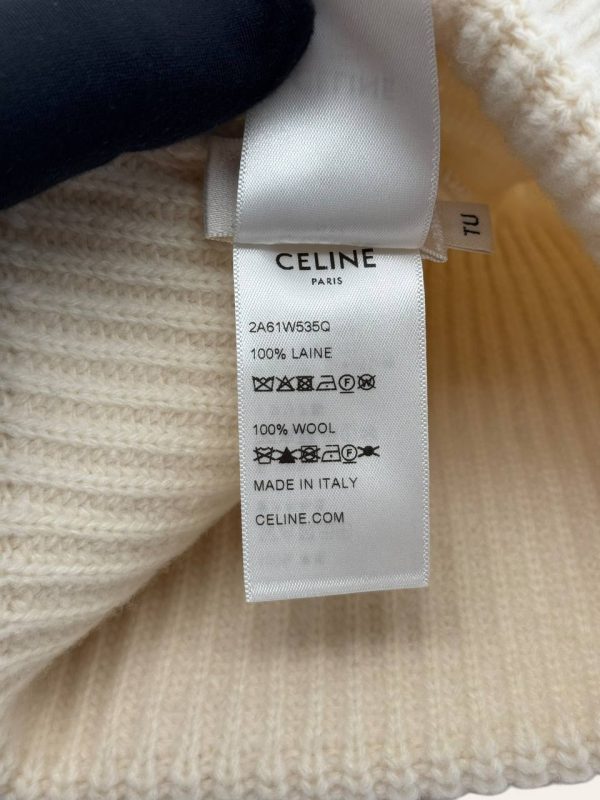 CELINE
PARIS
2A61W535Q
100% LAINE
100% WOOL
MADE IN ITALY
CELINE.COM
TU